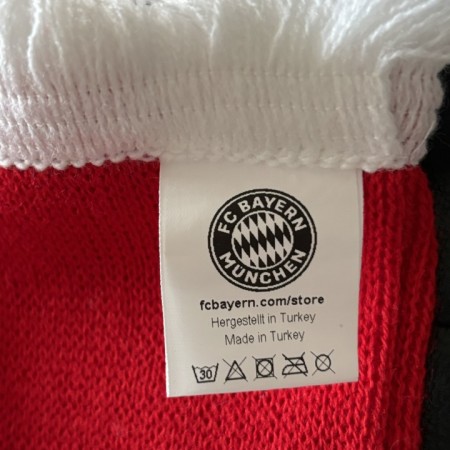 FC BAYERN
MÜNCHEN
fcbayern.com/store
Hergestellt in Turkey
Made in Turkey
30